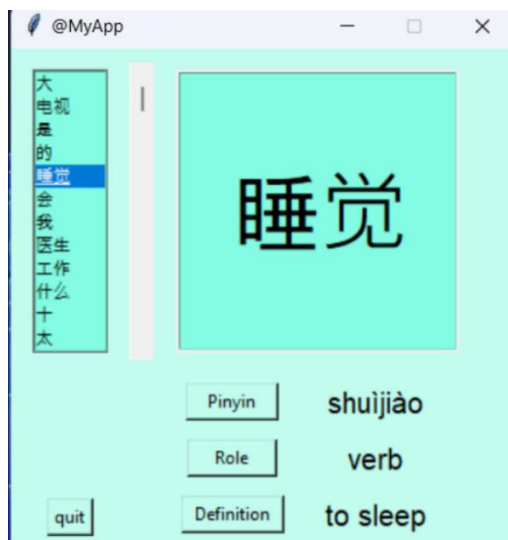 @MyApp
大
电视
是
的
睡觉
会
我
医生
工作
什么
十
太
睡觉
Pinyin shuìjiào
Role verb
quit Definition to sleep